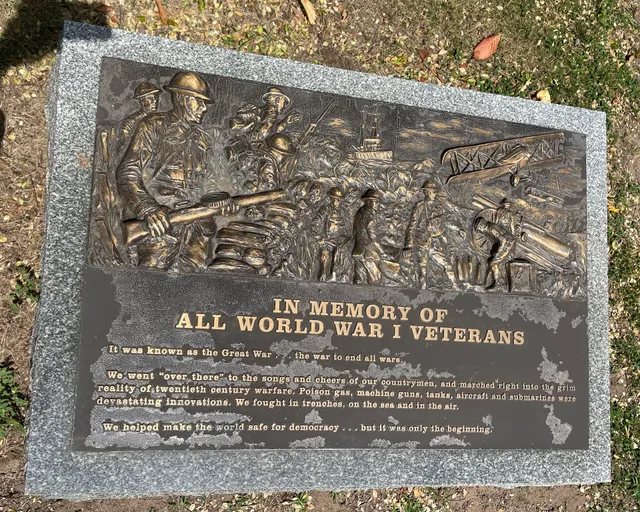 IN MEMORY OF
ALL WORLD WAR I VETERANS
It was known as the Great War . . . the war to end all wars.
We went "over there" to the songs and cheers of our countrymen, and marched right into the grim
reality of twentieth century warfare. Poison gas, machine guns, tanks, aircraft and submarines were
devastating innovations. We fought in trenches, on the sea and in the air.
We helped make the world safe for democracy . . . but it was only the beginning.